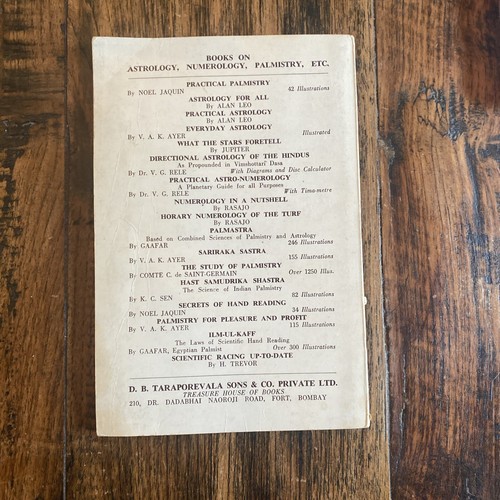 BOOKS ON
ASTROLOGY, NUMEROLOGY, PALMISTRY, ETC.
PRACTICAL PALMISTRY
By NOEL JAQUIN 42 Illustrations
ASTROLOGY FOR ALL
By ALAN LEO
PRACTICAL ASTROLOGY
By ALAN LEO
EVERYDAY ASTROLOGY
By V. A. K. AYER Illustrated
WHAT THE STARS FORETELL
By JUPITER
DIRECTIONAL ASTROLOGY OF THE HINDUS
As Propounded in Vimshottari Dasa
By Dr. V. G. RELE With Diagrams and Disc Calculator
PRACTICAL ASTRO-NUMEROLOGY
A Planetary Guide for all Purposes
By Dr. V. G. RELE With Timo-metre
NUMEROLOGY IN A NUTSHELL
By RASAJO
HORARY NUMEROLOGY OF THE TURF
By RASAJO
PALMASTRA
Based on Combined Sciences of Palmistry and Astrology
By GAAFAR 246 Illustrations
SARIRAKA SASTRA
By V. A. K. AYER 155 Illustrations
THE STUDY OF PALMISTRY
By COMTE C. de SAINT-GERMAIN Over 1250 Illus.
HAST SAMUDRIKA SHASTRA
The Science of Indian Palmistry
By K. C. SEN 82 Illustrations
SECRETS OF HAND READING
By NOEL JAQUIN 34 Illustrations
PALMISTRY FOR PLEASURE AND PROFIT
By V. A. K. AYER 115 Illustrations
ILM-UL-KAFF
The Laws of Scientific Hand Reading
By GAAFAR, Egyptian Palmist Over 300 Illustrations
SCIENTIFIC RACING UP-TO-DATE
By H. TREVOR
D. B. TARAPOREVALA SONS & CO. PRIVATE LTD.
TREASURE HOUSE OF BOOKS
210, DR. DADABHAI NAOROJI ROAD, FORT, BOMBAY